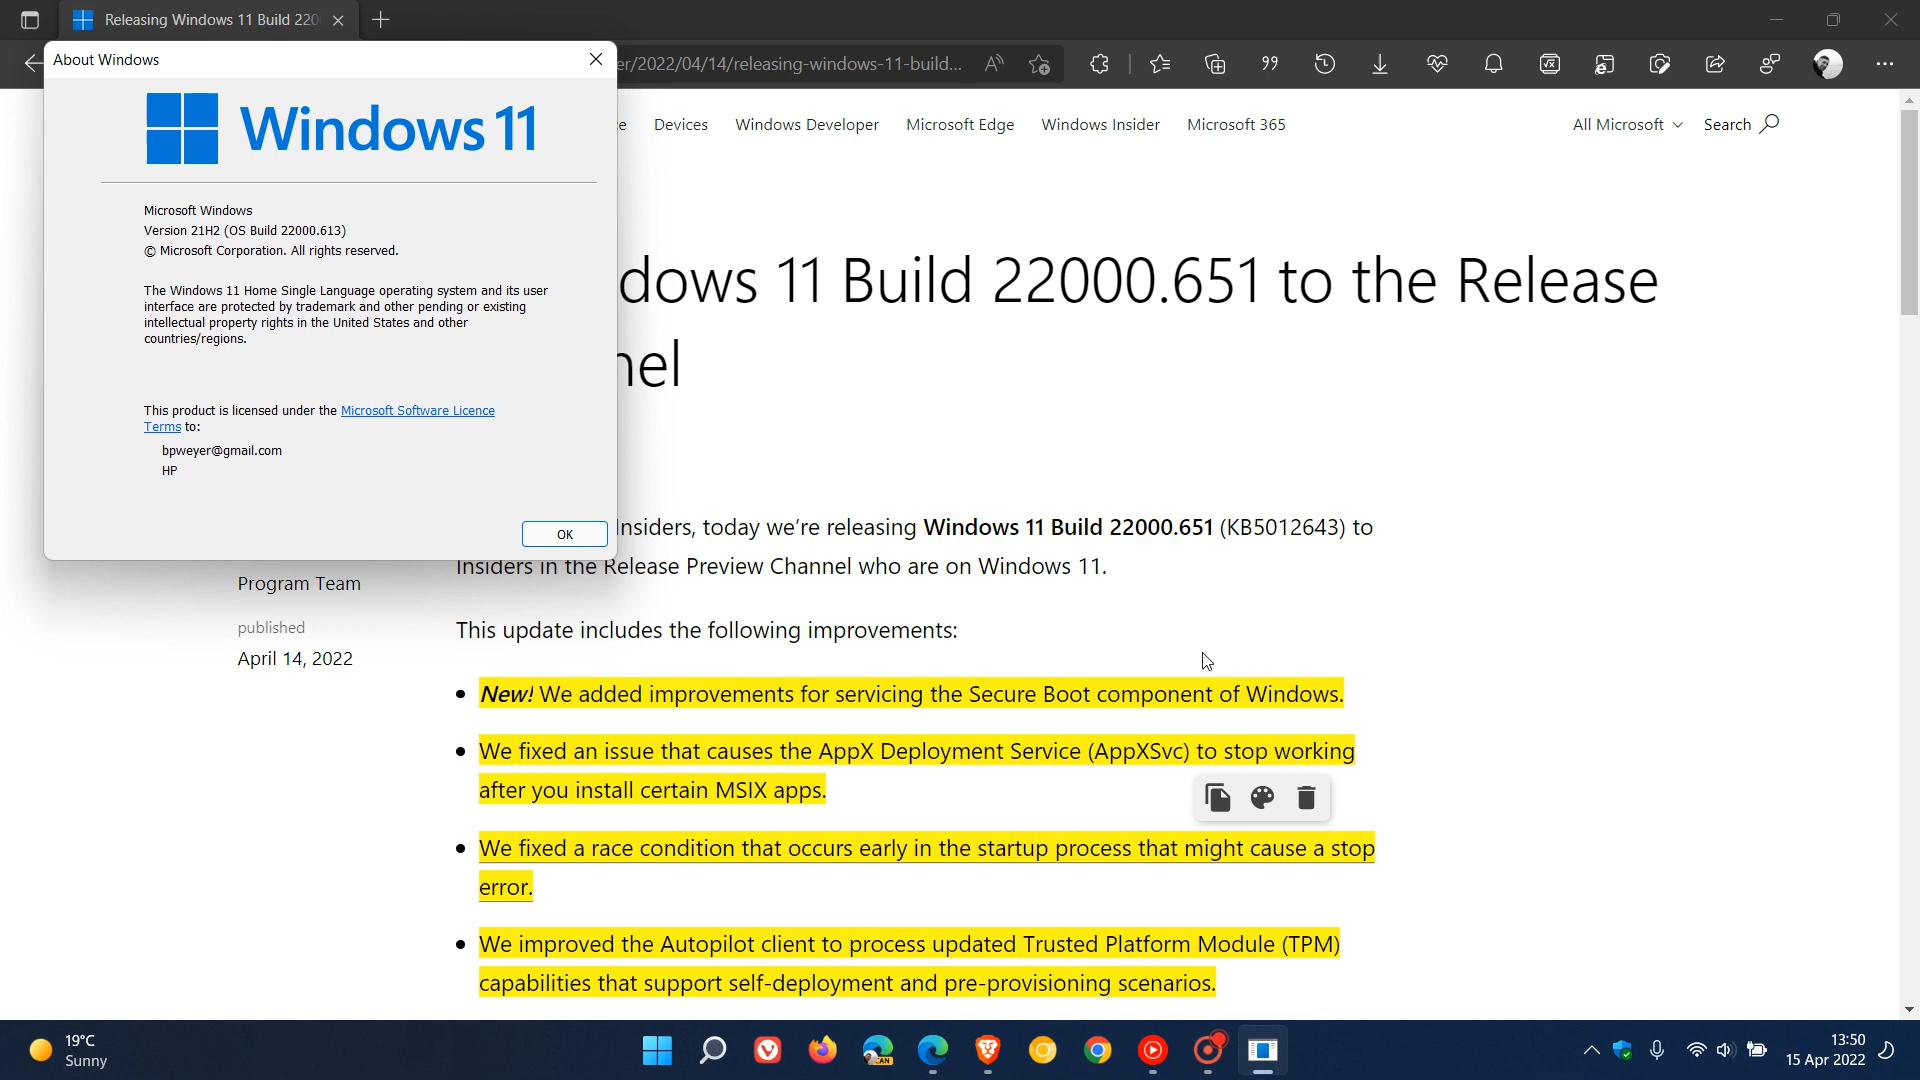 Releasing Windows 11 Build 220
About Windows
er/2022/04/14/releasing-windows-11-build...
Windows 11
Devices Windows Developer Microsoft Edge Windows Insider Microsoft 365 All Microsoft Search
Microsoft Windows
Version 21H2 (OS Build 22000.613)
© Microsoft Corporation. All rights reserved.
The Windows 11 Home Single Language operating system and its user
interface are protected by trademark and other pending or existing
intellectual property rights in the United States and other
countries/regions.
This product is licensed under the Microsoft Software Licence
Terms to:
bpweyer@gmail.com
HP
OK
dows 11 Build 22000.651 to the Release
nel
Insiders, today we're releasing Windows 11 Build 22000.651 (KB5012643) to
Insiders in the Release Preview Channel who are on Windows 11.
Program Team
published
April 14, 2022
This update includes the following improvements:
• New! We added improvements for servicing the Secure Boot component of Windows.
• We fixed an issue that causes the AppX Deployment Service (AppXSvc) to stop working
after you install certain MSIX apps.
• We fixed a race condition that occurs early in the startup process that might cause a stop
error.
• We improved the Autopilot client to process updated Trusted Platform Module (TPM)
capabilities that support self-deployment and pre-provisioning scenarios.
19°C
Sunny
CAN
13:50
15 Apr 2022